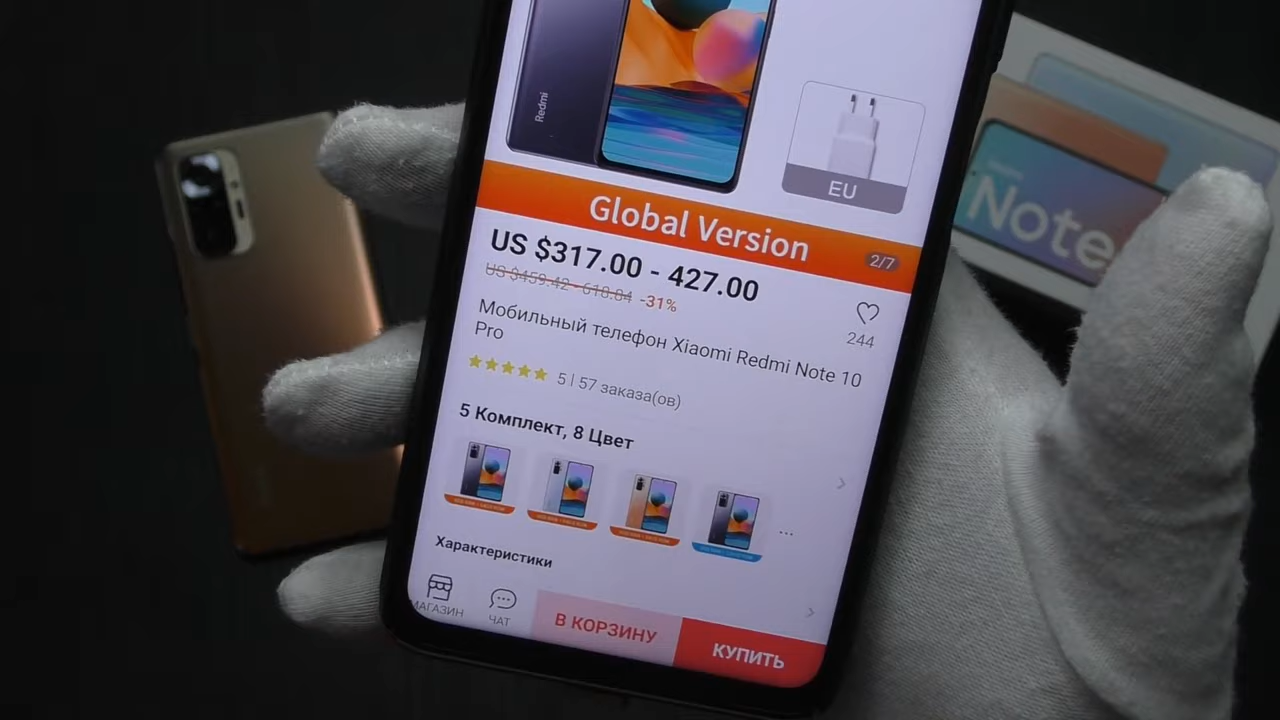 Redmi
EU
Global Version
2/7
US $317.00 - 427.00
US $459.42 - 618.84 -31%
244
Мобильный телефон Xiaomi Redmi Note 10
Pro
5 | 57 заказа(ов)
5 Комплект, 8 Цвет
...
Характеристики
МАГАЗИН
ЧАТ
В КОРЗИНУ
КУПИТЬ
Note